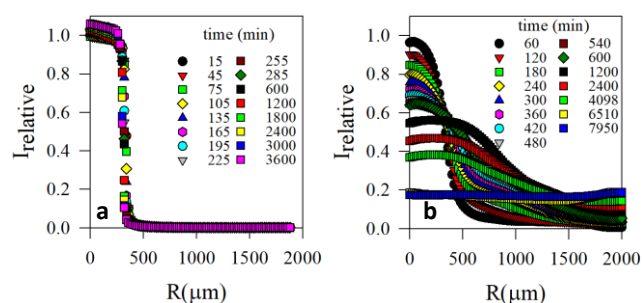 time (min)
15 255
45 285
75 600
105 1200
135 1800
165 2400
195 3000
225 3600
1.0
0.8
0.6
0.4
0.2
0.0
Irelative
a
0 500 1000 1500 2000
R(μm)
time (min)
60 540
120 600
180 1200
240 2400
300 4098
360 6510
420 7950
480
1.0
0.8
0.6
0.4
0.2
0.0
Irelative
b
0 500 1000 1500 2000
R(μm)